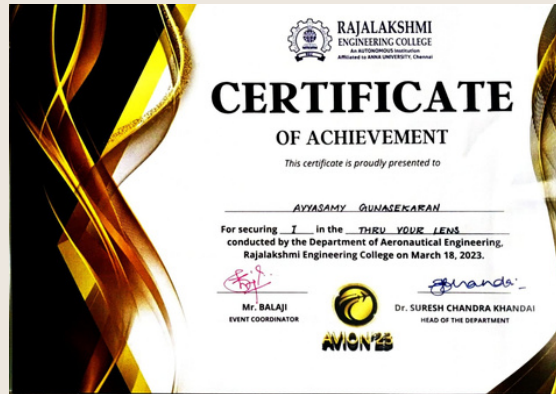 RAJALAKSHMI
ENGINEERING COLLEGE
An AUTONOMOUS Institution
Affiliated to ANNA UNIVERSITY, Chennai
CERTIFICATE
OF ACHIEVEMENT
This certificate is proudly presented to
AYYASAMY GUNASEKARAN
For securing I in the THRU YOUR LENS
conducted by the Department of Aeronautical Engineering,
Rajalakshmi Engineering College on March 18, 2023.
Mr. BALAJI
EVENT COORDINATOR
Dr. SURESH CHANDRA KHANDAI
HEAD OF THE DEPARTMENT
AVION'23